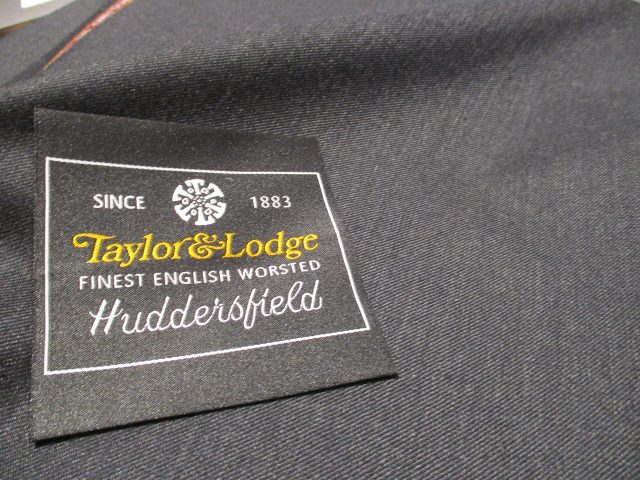 SINCE 1883
Taylor & Lodge
FINEST ENGLISH WORSTED
Huddersfield